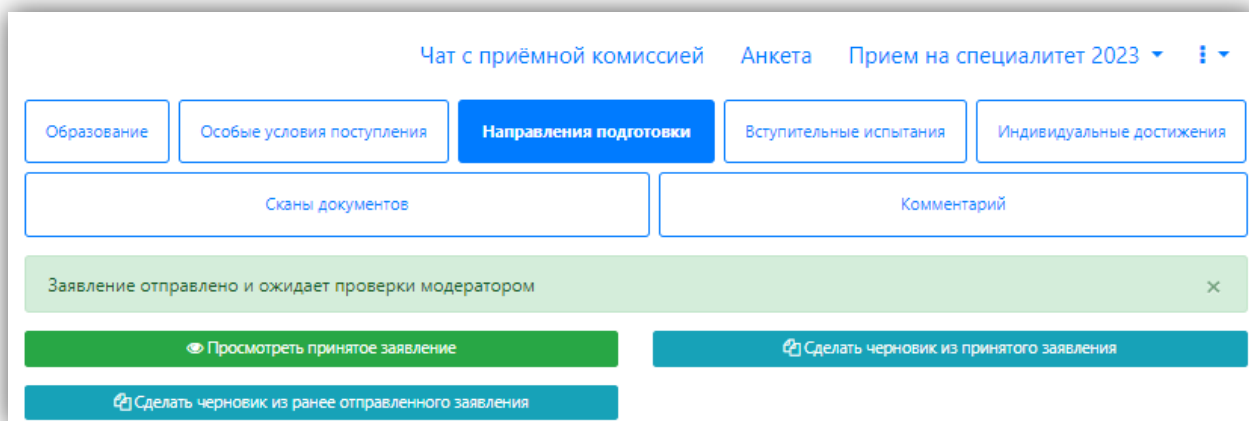 Чат с приёмной комиссией Анкета Прием на специалитет 2023
Образование Особые условия поступления Направления подготовки Вступительные испытания Индивидуальные достижения
Сканы документов Комментарий
Заявление отправлено и ожидает проверки модератором ×
Просмотреть принятое заявление Сделать черновик из принятого заявления
Сделать черновик из ранее отправленного заявления